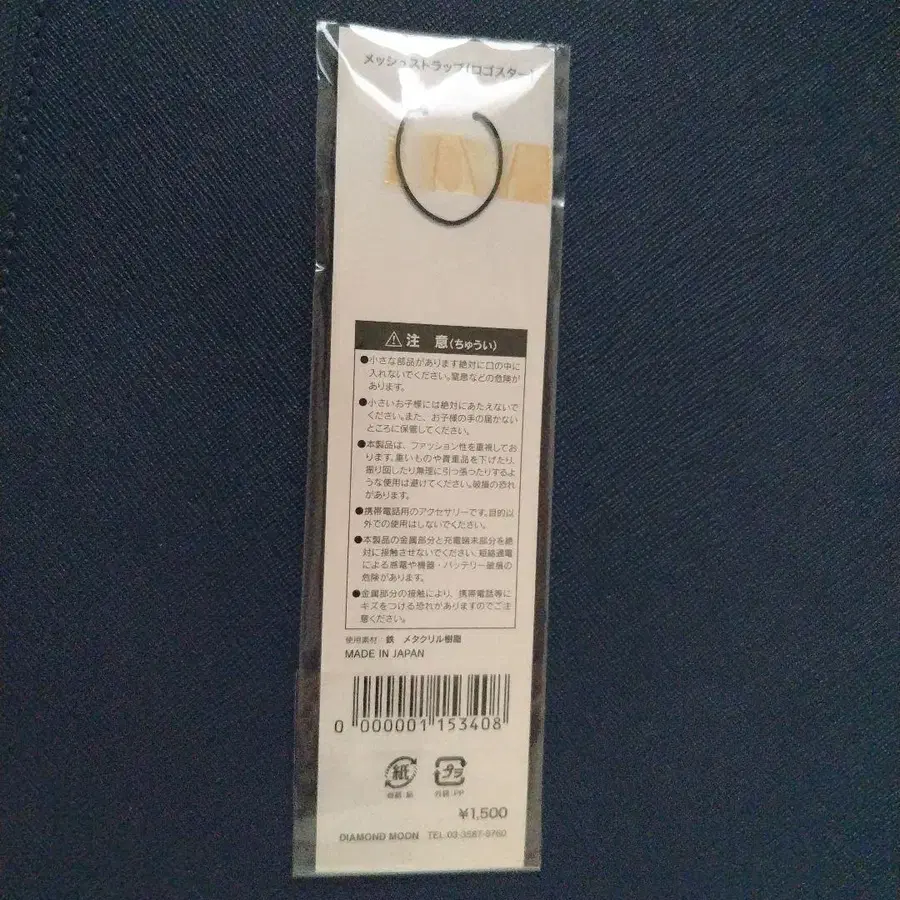 メッシュストラップ(ロゴスター)
注 意(ちゅうい)
●小さな部品があります絶対に口の中に
入れないでください。窒息などの危険が
あります。
●小さいお子様には絶対にあたえないで
ください。また、お子様の手の届かない
ところに保管してください。
●本製品は、ファッション性を重視してお
ります。重いものや貴重品を下げたり、
振り回したり無理に引っ張ったりするよ
うな使用は避けてください。破損の恐れ
があります。
●携帯電話用のアクセサリーです。目的以
外での使用はしないでください。
●本製品の金属部分と充電端末部分を絶
対に接触させないでください。短絡通電
による感電や機器・バッテリー破損の
危険があります。
●金属部分の接触により、携帯電話等に
キズをつける恐れがありますのでご注
意ください。
使用素材: 鉄 メタクリル樹脂
MADE IN JAPAN
0 000001 153408
紙 プラ
台紙:紙 外袋:PP
¥1,500
DIAMOND MOON TEL 03-3587-9760